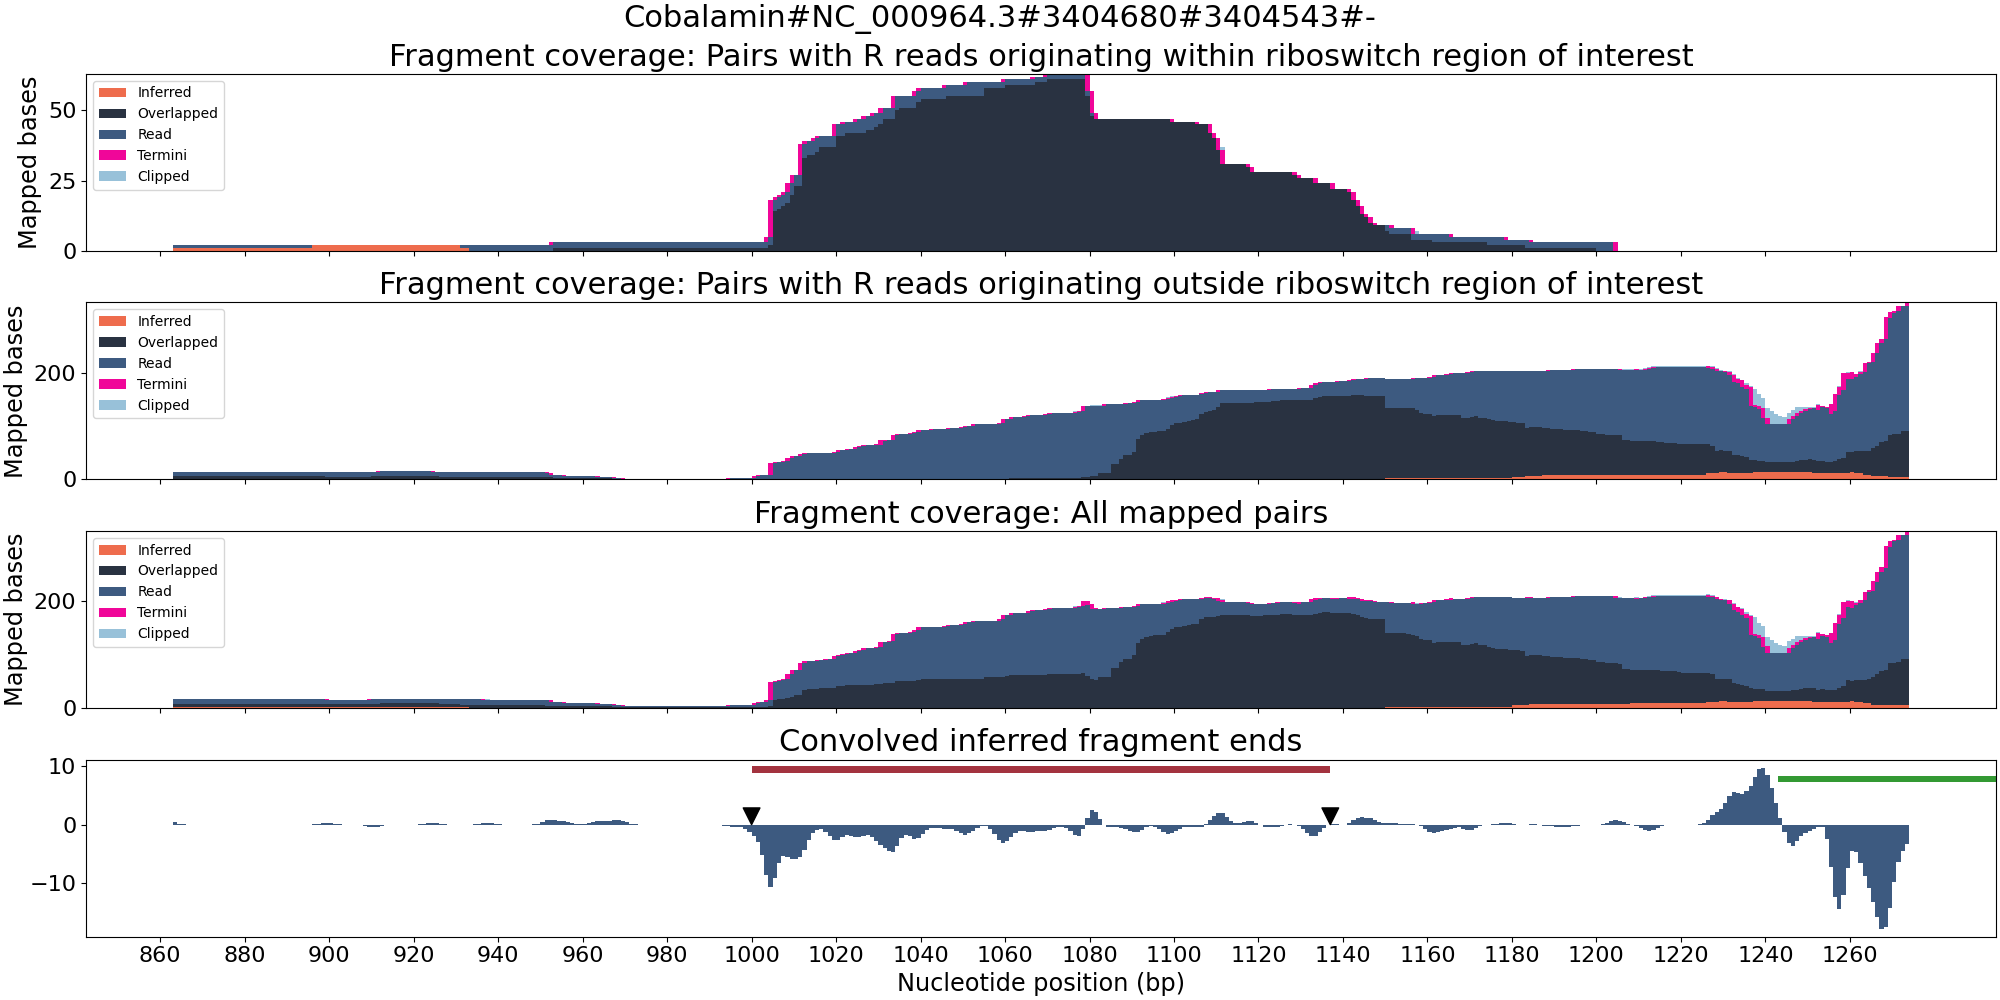 Cobalamin#NC_000964.3#3404680#3404543#-
Fragment coverage: Pairs with R reads originating within riboswitch region of interest
Mapped bases
50
25
0
Inferred
Overlapped
Read
Termini
Clipped
Fragment coverage: Pairs with R reads originating outside riboswitch region of interest
Mapped bases
200
0
Inferred
Overlapped
Read
Termini
Clipped
Fragment coverage: All mapped pairs
Mapped bases
200
0
Inferred
Overlapped
Read
Termini
Clipped
Convolved inferred fragment ends
10
0
−10
860 880 900 920 940 960 980 1000 1020 1040 1060 1080 1100 1120 1140 1160 1180 1200 1220 1240 1260
Nucleotide position (bp)